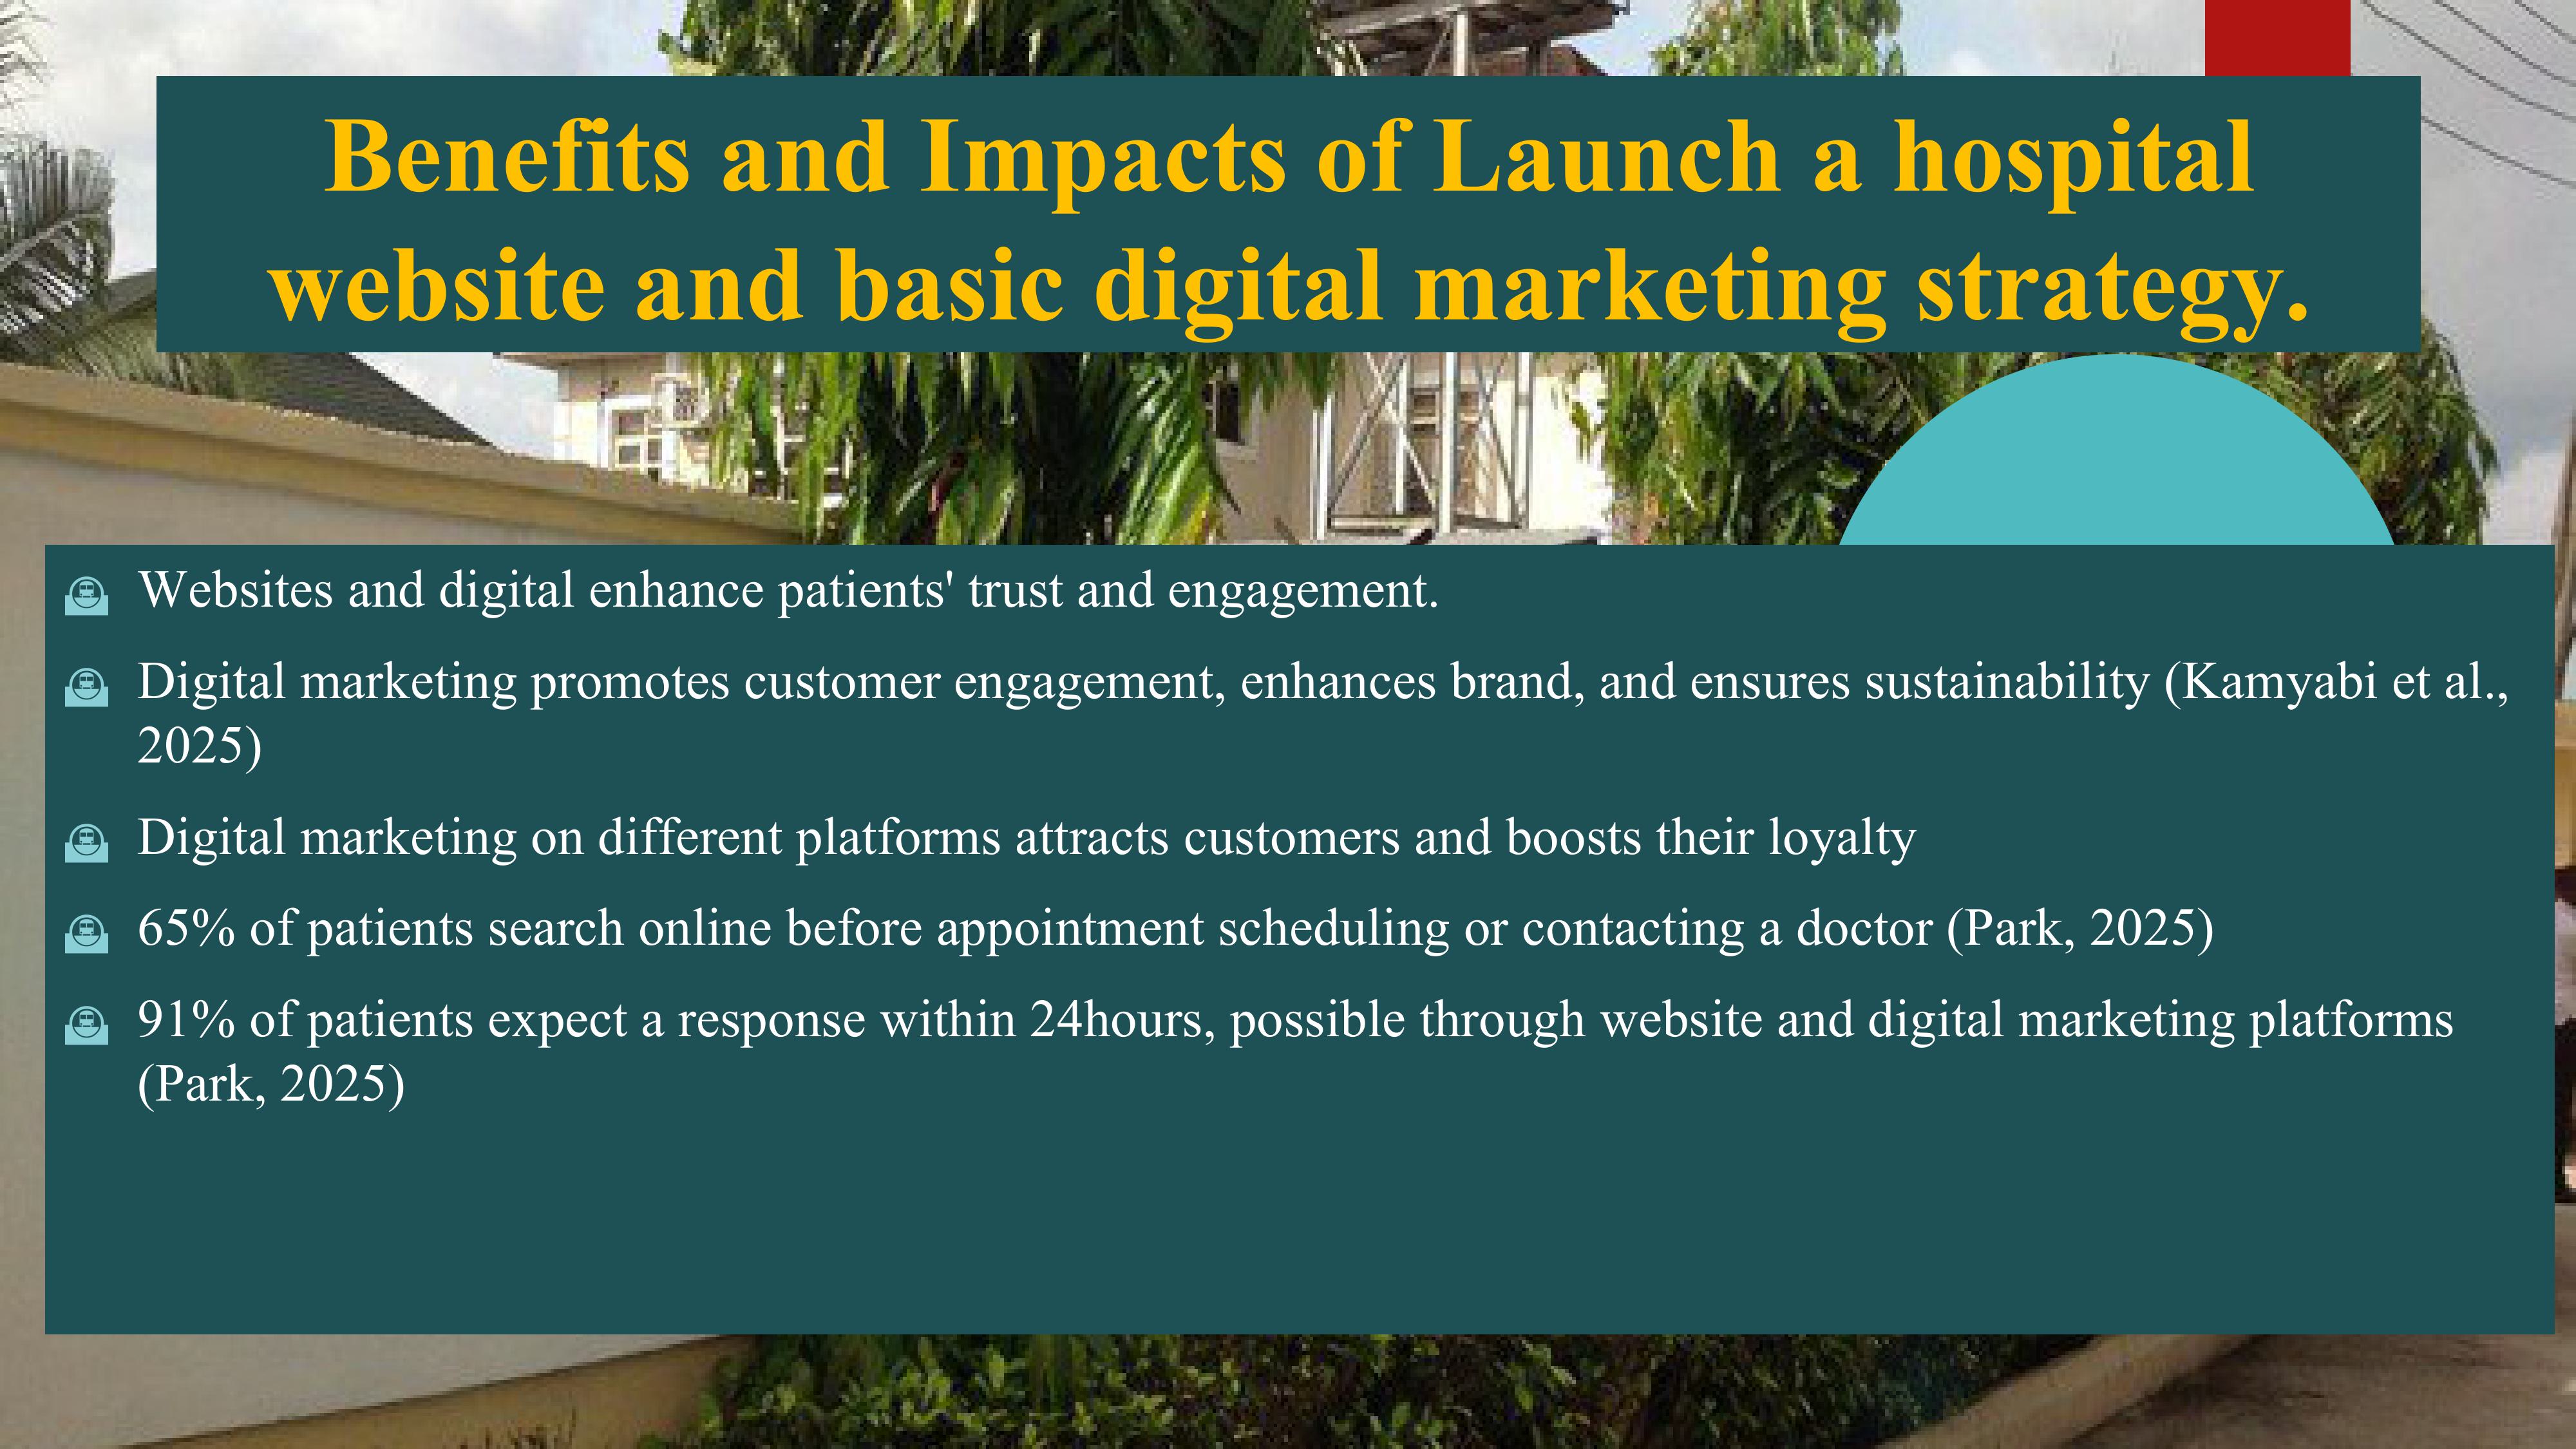 Benefits and Impacts of Launch a hospital
website and basic digital marketing strategy.
Websites and digital enhance patients' trust and engagement.
Digital marketing promotes customer engagement, enhances brand, and ensures sustainability (Kamyabi et al.,
2025)
Digital marketing on different platforms attracts customers and boosts their loyalty
65% of patients search online before appointment scheduling or contacting a doctor (Park, 2025)
91% of patients expect a response within 24hours, possible through website and digital marketing platforms
(Park, 2025)